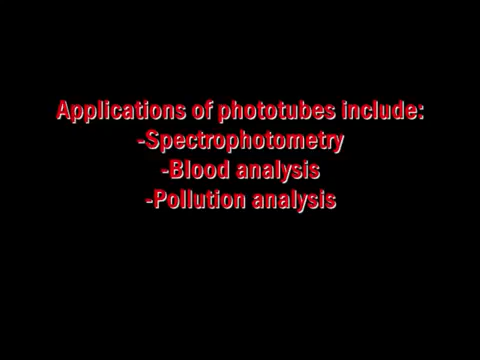 Applications of phototubes include:
-Spectrophotometry
-Blood analysis
-Pollution analysis